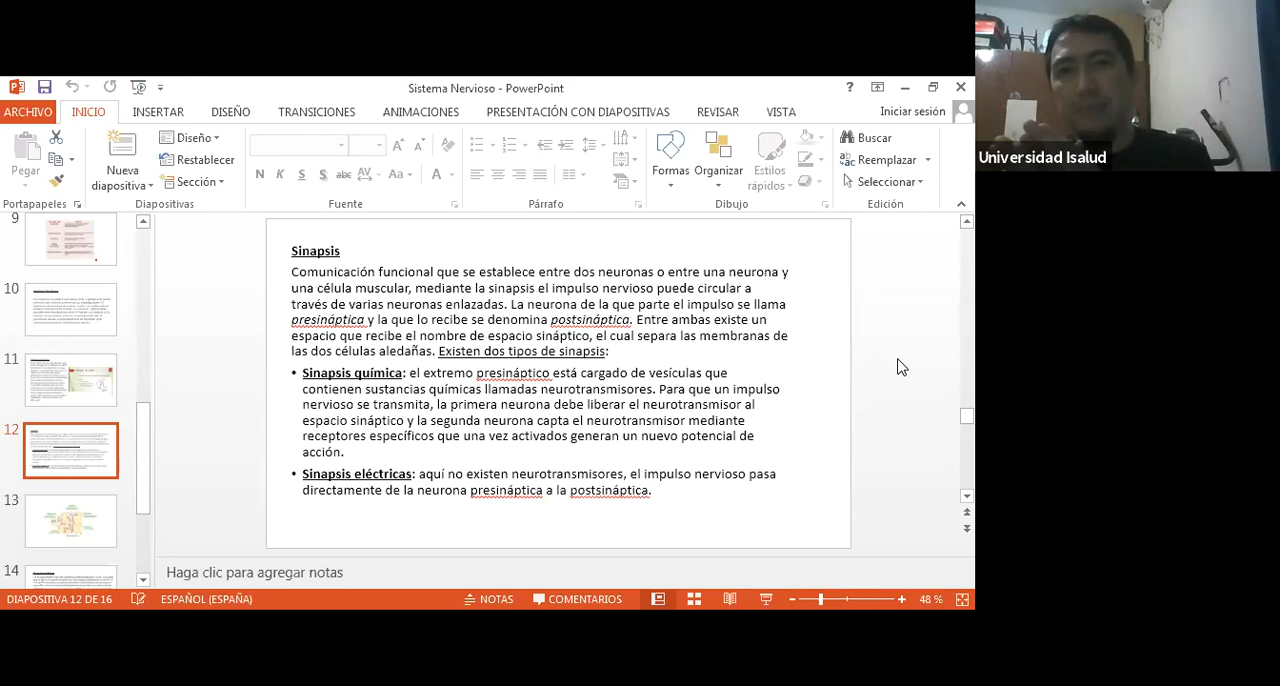 Sistema Nervioso - PowerPoint
?
ARCHIVO INICIO INSERTAR DISEÑO TRANSICIONES ANIMACIONES PRESENTACIÓN CON DIAPOSITIVAS REVISAR VISTA Iniciar sesión
Pegar
Nueva
diapositiva
Diseño
Restablecer
Sección
N K S S abc AV Aa A
Formas Organizar Estilos
rápidos
Buscar
Reemplazar
Seleccionar
Portapapeles Diapositivas Fuente Párrafo Dibujo Edición
9
10
11
12
13
14
Sinapsis
Comunicación funcional que se establece entre dos neuronas o entre una neurona y
una célula muscular, mediante la sinapsis el impulso nervioso puede circular a
través de varias neuronas enlazadas. La neurona de la que parte el impulso se llama
presináptica y la que lo recibe se denomina postsináptica. Entre ambas existe un
espacio que recibe el nombre de espacio sináptico, el cual separa las membranas de
las dos células aledañas. Existen dos tipos de sinapsis:
• Sinapsis química: el extremo presináptico está cargado de vesículas que
contienen sustancias químicas llamadas neurotransmisores. Para que un impulso
nervioso se transmita, la primera neurona debe liberar el neurotransmisor al
espacio sináptico y la segunda neurona capta el neurotransmisor mediante
receptores específicos que una vez activados generan un nuevo potencial de
acción.
• Sinapsis eléctricas: aquí no existen neurotransmisores, el impulso nervioso pasa
directamente de la neurona presináptica a la postsináptica.
Haga clic para agregar notas
DIAPOSITIVA 12 DE 16 ESPAÑOL (ESPAÑA) NOTAS COMENTARIOS 48 %
Universidad Isalud